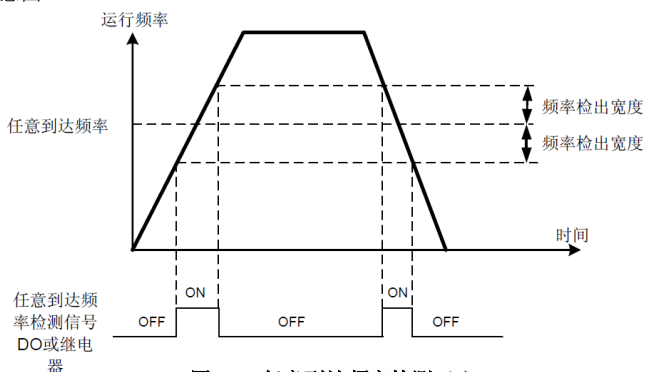 运行频率
任意到达频率
频率检出宽度
频率检出宽度
时间
任意到达频
率检测信号
DO或继电
器
OFF
ON
OFF
ON
OFF